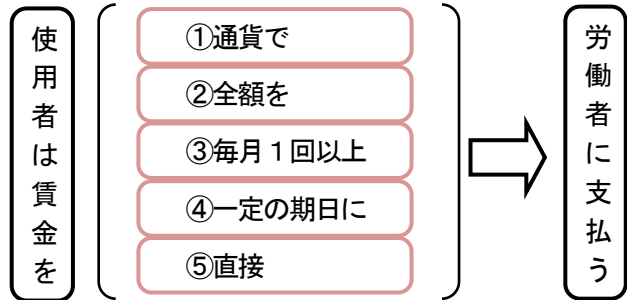 使用者は賃金を
①通貨で
②全額を
③毎月１回以上
④一定の期日に
⑤直接
労働者に支払う